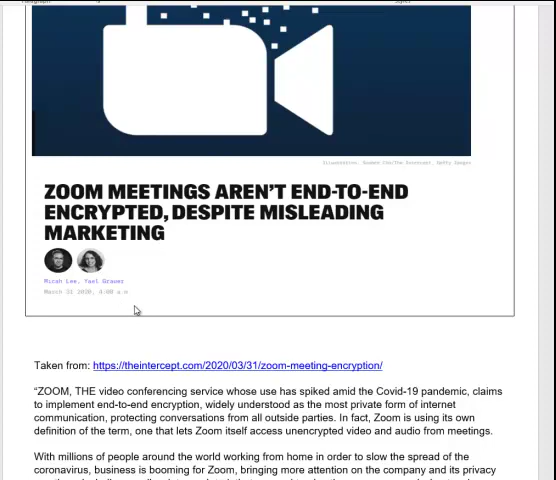 ZOOM MEETINGS AREN'T END-TO-END
ENCRYPTED, DESPITE MISLEADING
MARKETING
Micah Lee, Yael Grauer
March 31 2020, 4:00 a.m.
Taken from: https://theintercept.com/2020/03/31/zoom-meeting-encryption/
“ZOOM, THE video conferencing service whose use has spiked amid the Covid-19 pandemic, claims
to implement end-to-end encryption, widely understood as the most private form of internet
communication, protecting conversations from all outside parties. In fact, Zoom is using its own
definition of the term, one that lets Zoom itself access unencrypted video and audio from meetings.
With millions of people around the world working from home in order to slow the spread of the
coronavirus, business is booming for Zoom, bringing more attention on the company and its privacy